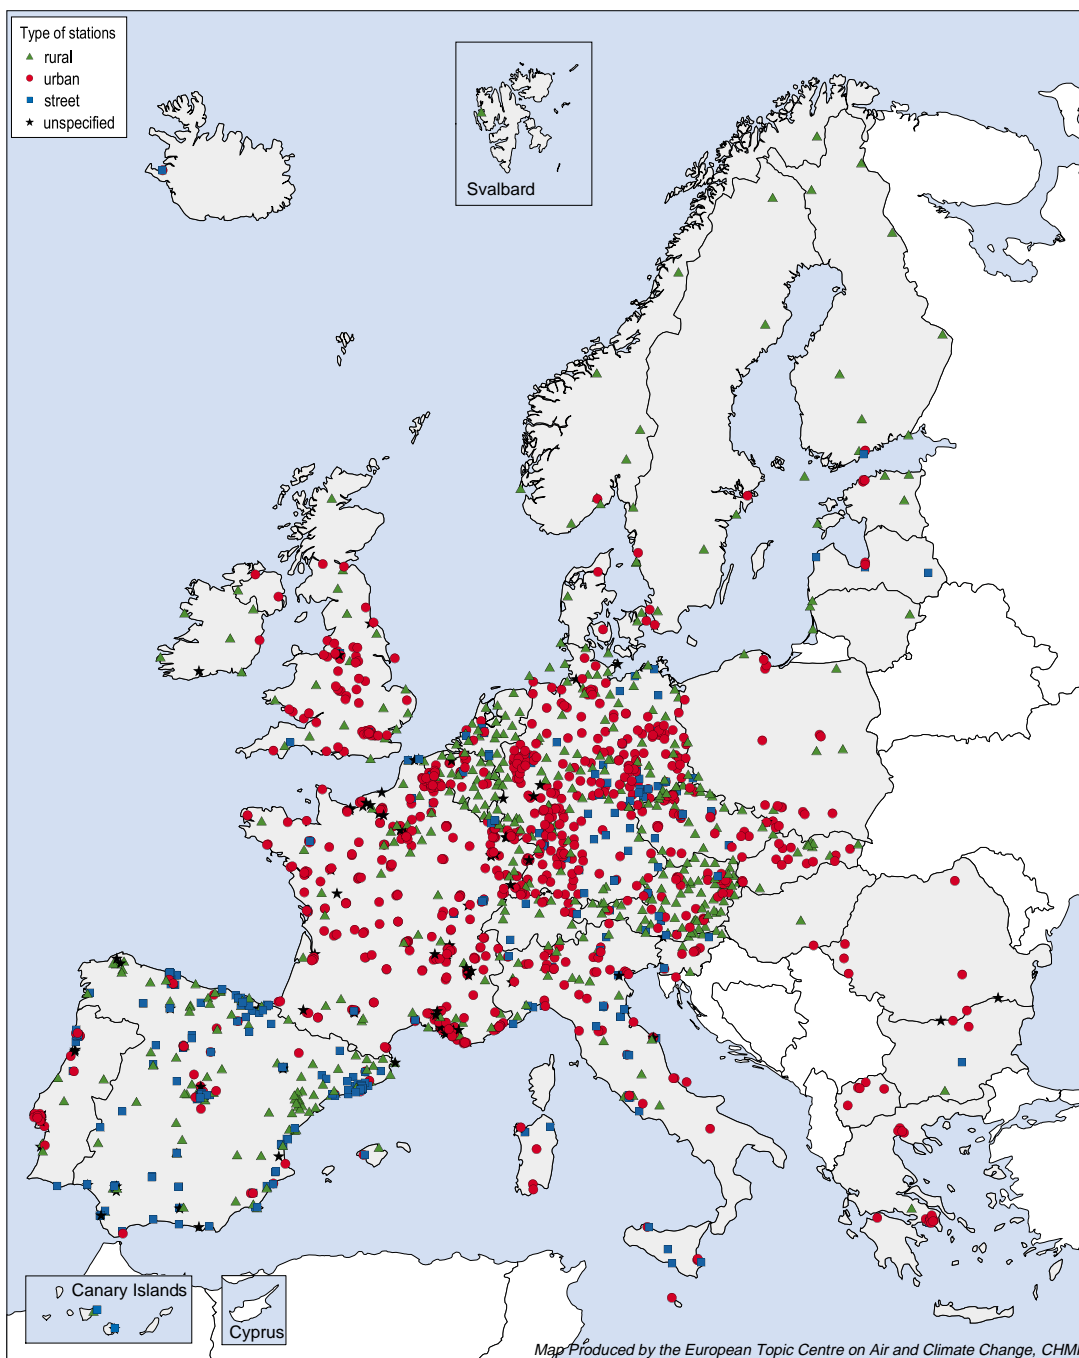 Type of stations
rural
urban
street
unspecified
Svalbard
Canary Islands
Cyprus
Map Produced by the European Topic Centre on Air and Climate Change, CHMI